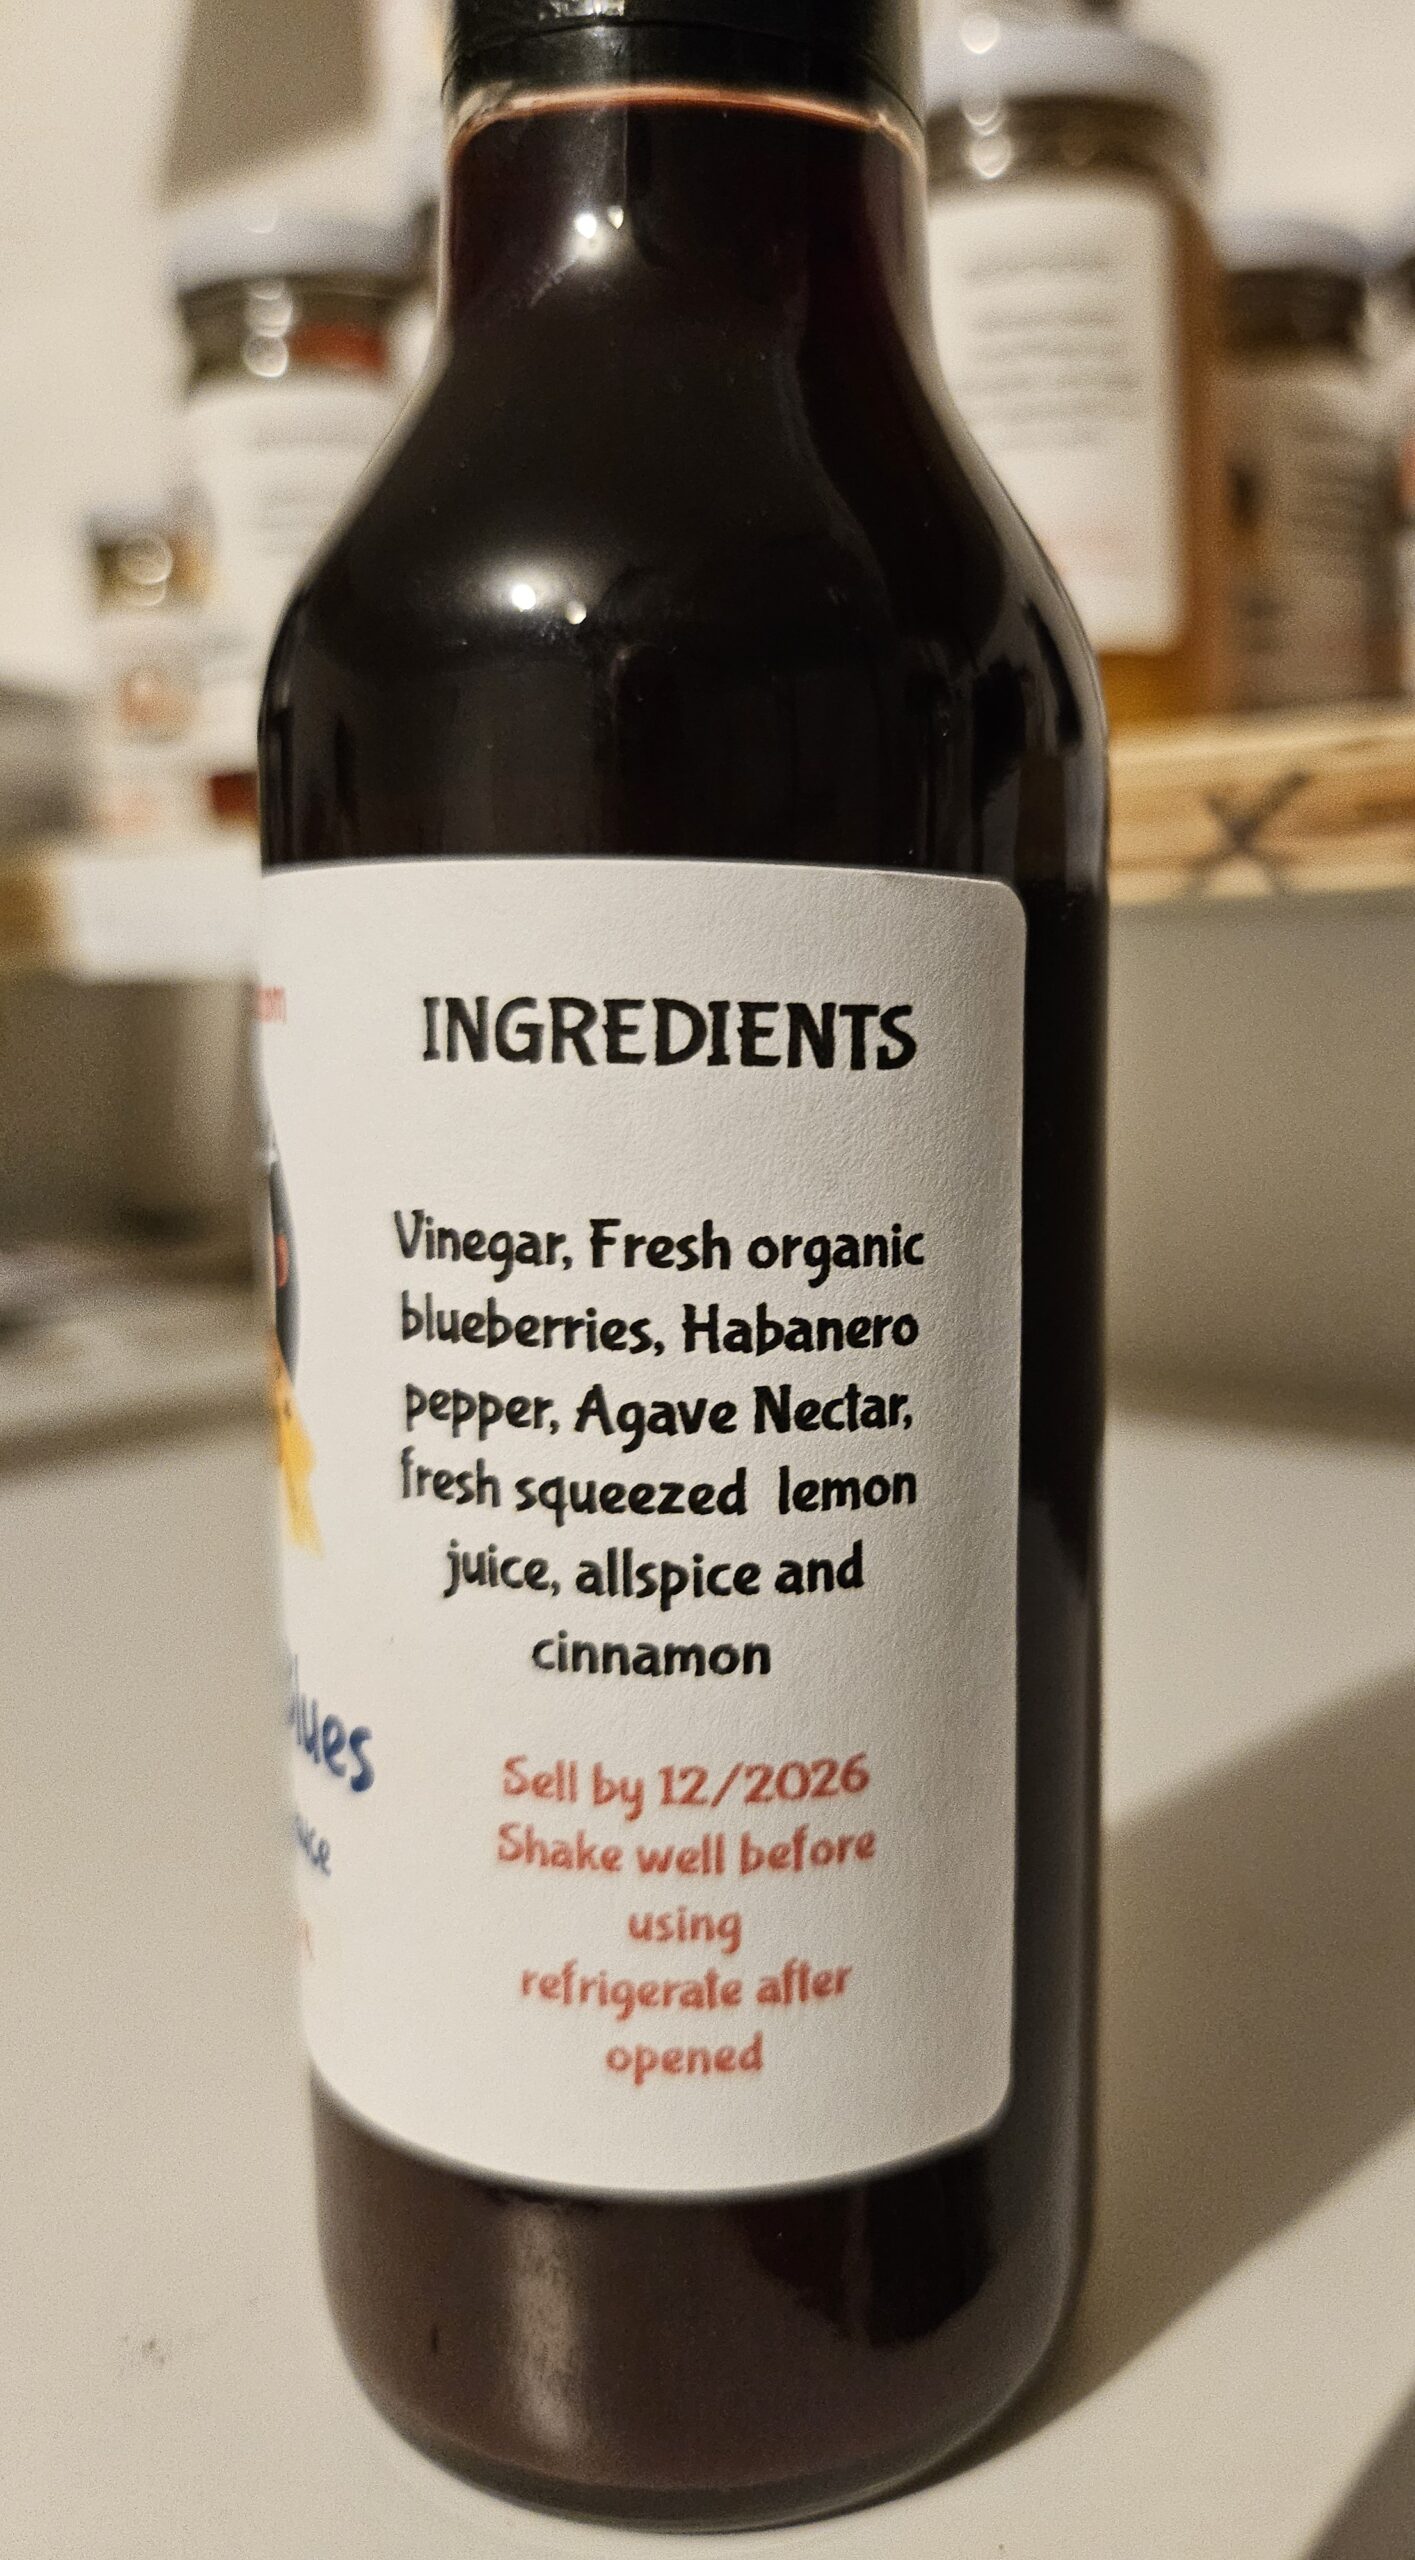 INGREDIENTS
Vinegar, Fresh organic
blueberries, Habanero
pepper, Agave Nectar,
fresh squeezed lemon
juice, allspice and
cinnamon
Sell by 12/2026
Shake well before
using
refrigerate after
opened